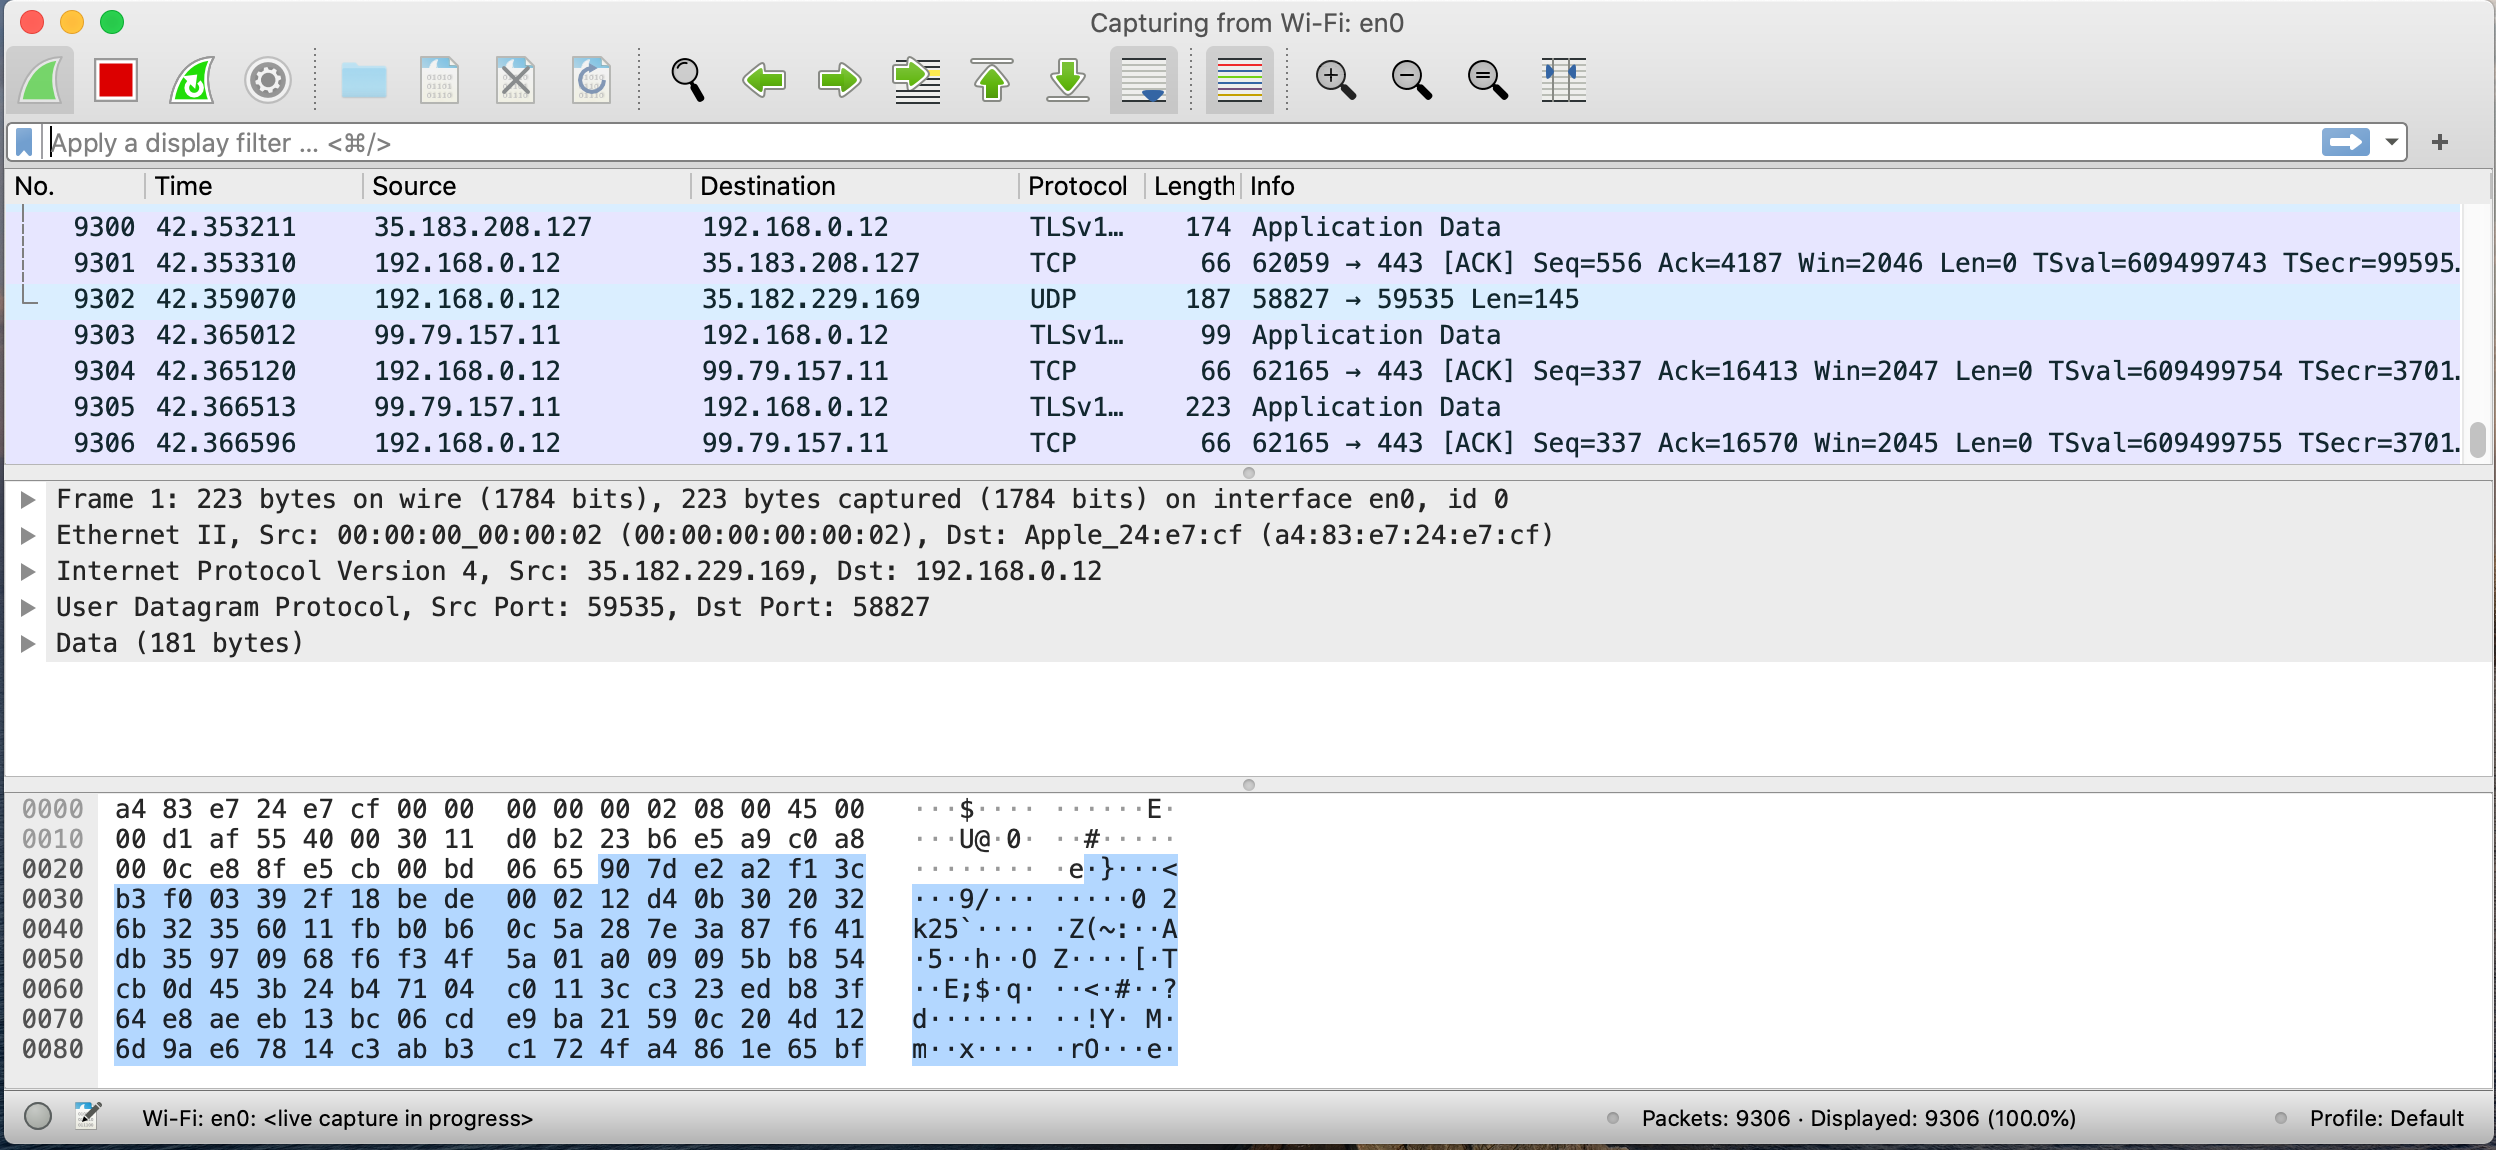 Capturing from Wi-Fi: en0
Apply a display filter ... <⌘/>
No. Time Source Destination Protocol Length Info
9300 42.353211 35.183.208.127 192.168.0.12 TLSv1… 174 Application Data
9301 42.353310 192.168.0.12 35.183.208.127 TCP 66 62059 → 443 [ACK] Seq=556 Ack=4187 Win=2046 Len=0 TSval=609499743 TSecr=99595…
9302 42.359070 192.168.0.12 35.182.229.169 UDP 187 58827 → 59535 Len=145
9303 42.365012 99.79.157.11 192.168.0.12 TLSv1… 99 Application Data
9304 42.365120 192.168.0.12 99.79.157.11 TCP 66 62165 → 443 [ACK] Seq=337 Ack=16413 Win=2047 Len=0 TSval=609499754 TSecr=3701…
9305 42.366513 99.79.157.11 192.168.0.12 TLSv1… 223 Application Data
9306 42.366596 192.168.0.12 99.79.157.11 TCP 66 62165 → 443 [ACK] Seq=337 Ack=16570 Win=2045 Len=0 TSval=609499755 TSecr=3701…
Frame 1: 223 bytes on wire (1784 bits), 223 bytes captured (1784 bits) on interface en0, id 0
Ethernet II, Src: 00:00:00_00:00:02 (00:00:00:00:00:02), Dst: Apple_24:e7:cf (a4:83:e7:24:e7:cf)
Internet Protocol Version 4, Src: 35.182.229.169, Dst: 192.168.0.12
User Datagram Protocol, Src Port: 59535, Dst Port: 58827
Data (181 bytes)
0000 a4 83 e7 24 e7 cf 00 00 00 00 00 02 08 00 45 00 ···$···· ······E·
0010 00 d1 af 55 40 00 30 11 d0 b2 23 b6 e5 a9 c0 a8 ···U@·0· ··#·····
0020 00 0c e8 8f e5 cb 00 bd 06 65 90 7d e2 a2 f1 3c ········ ·e·}···<
0030 b3 f0 03 39 2f 18 be de 00 02 12 d4 0b 30 20 32 ···9/··· ·····0 2
0040 6b 32 35 60 11 fb b0 b6 0c 5a 28 7e 3a 87 f6 41 k25`···· ·Z(~:··A
0050 db 35 97 09 68 f6 f3 4f 5a 01 a0 09 09 5b b8 54 ·5··h··O Z····[·T
0060 cb 0d 45 3b 24 b4 71 04 c0 11 3c c3 23 ed b8 3f ··E;$·q· ··<·#··?
0070 64 e8 ae eb 13 bc 06 cd e9 ba 21 59 0c 20 4d 12 d······· ··!Y· M·
0080 6d 9a e6 78 14 c3 ab b3 c1 72 4f a4 86 1e 65 bf m··x···· ·rO···e·
Wi-Fi: en0: <live capture in progress> Packets: 9306 · Displayed: 9306 (100.0%) Profile: Default